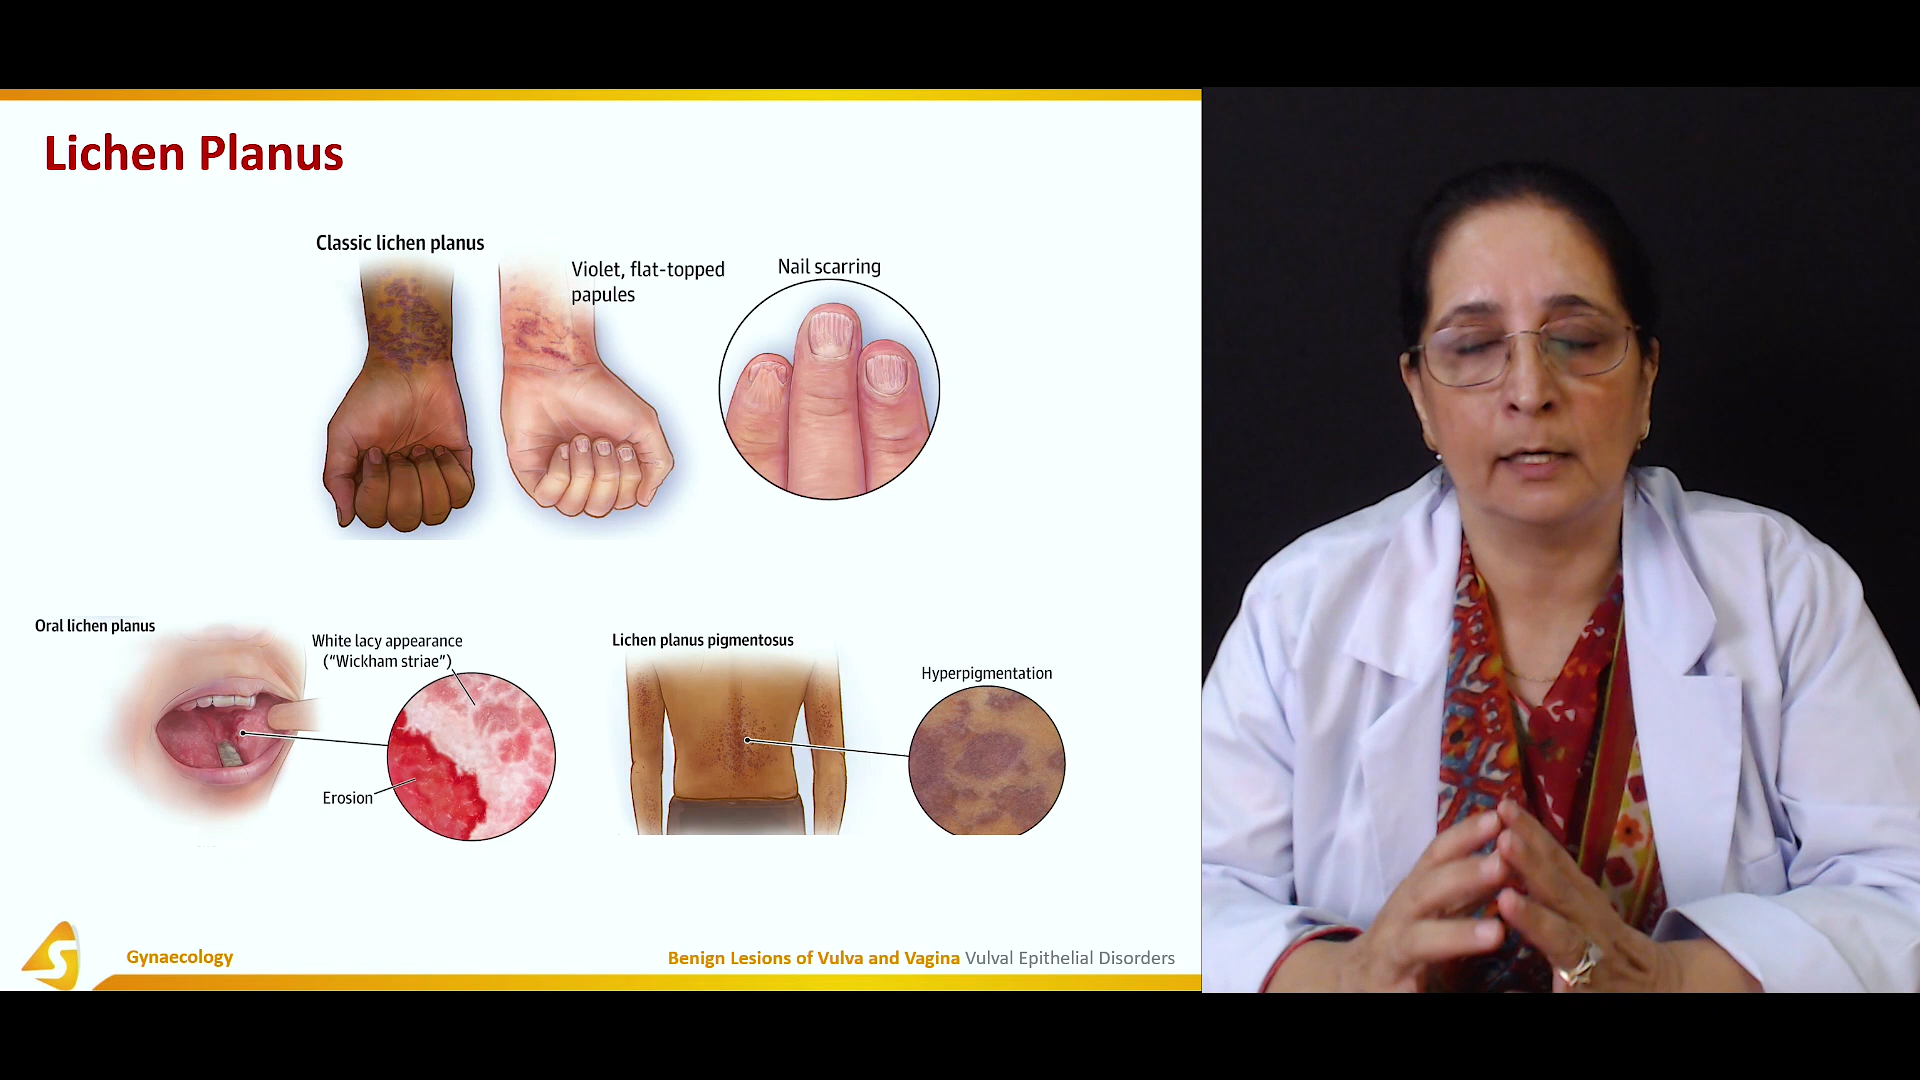 Lichen Planus
Classic lichen planus
Violet, flat-topped
papules
Nail scarring
Oral lichen planus
White lacy appearance
("Wickham striae")
Erosion
Lichen planus pigmentosus
Hyperpigmentation
Gynaecology
Benign Lesions of Vulva and Vagina Vulval Epithelial Disorders